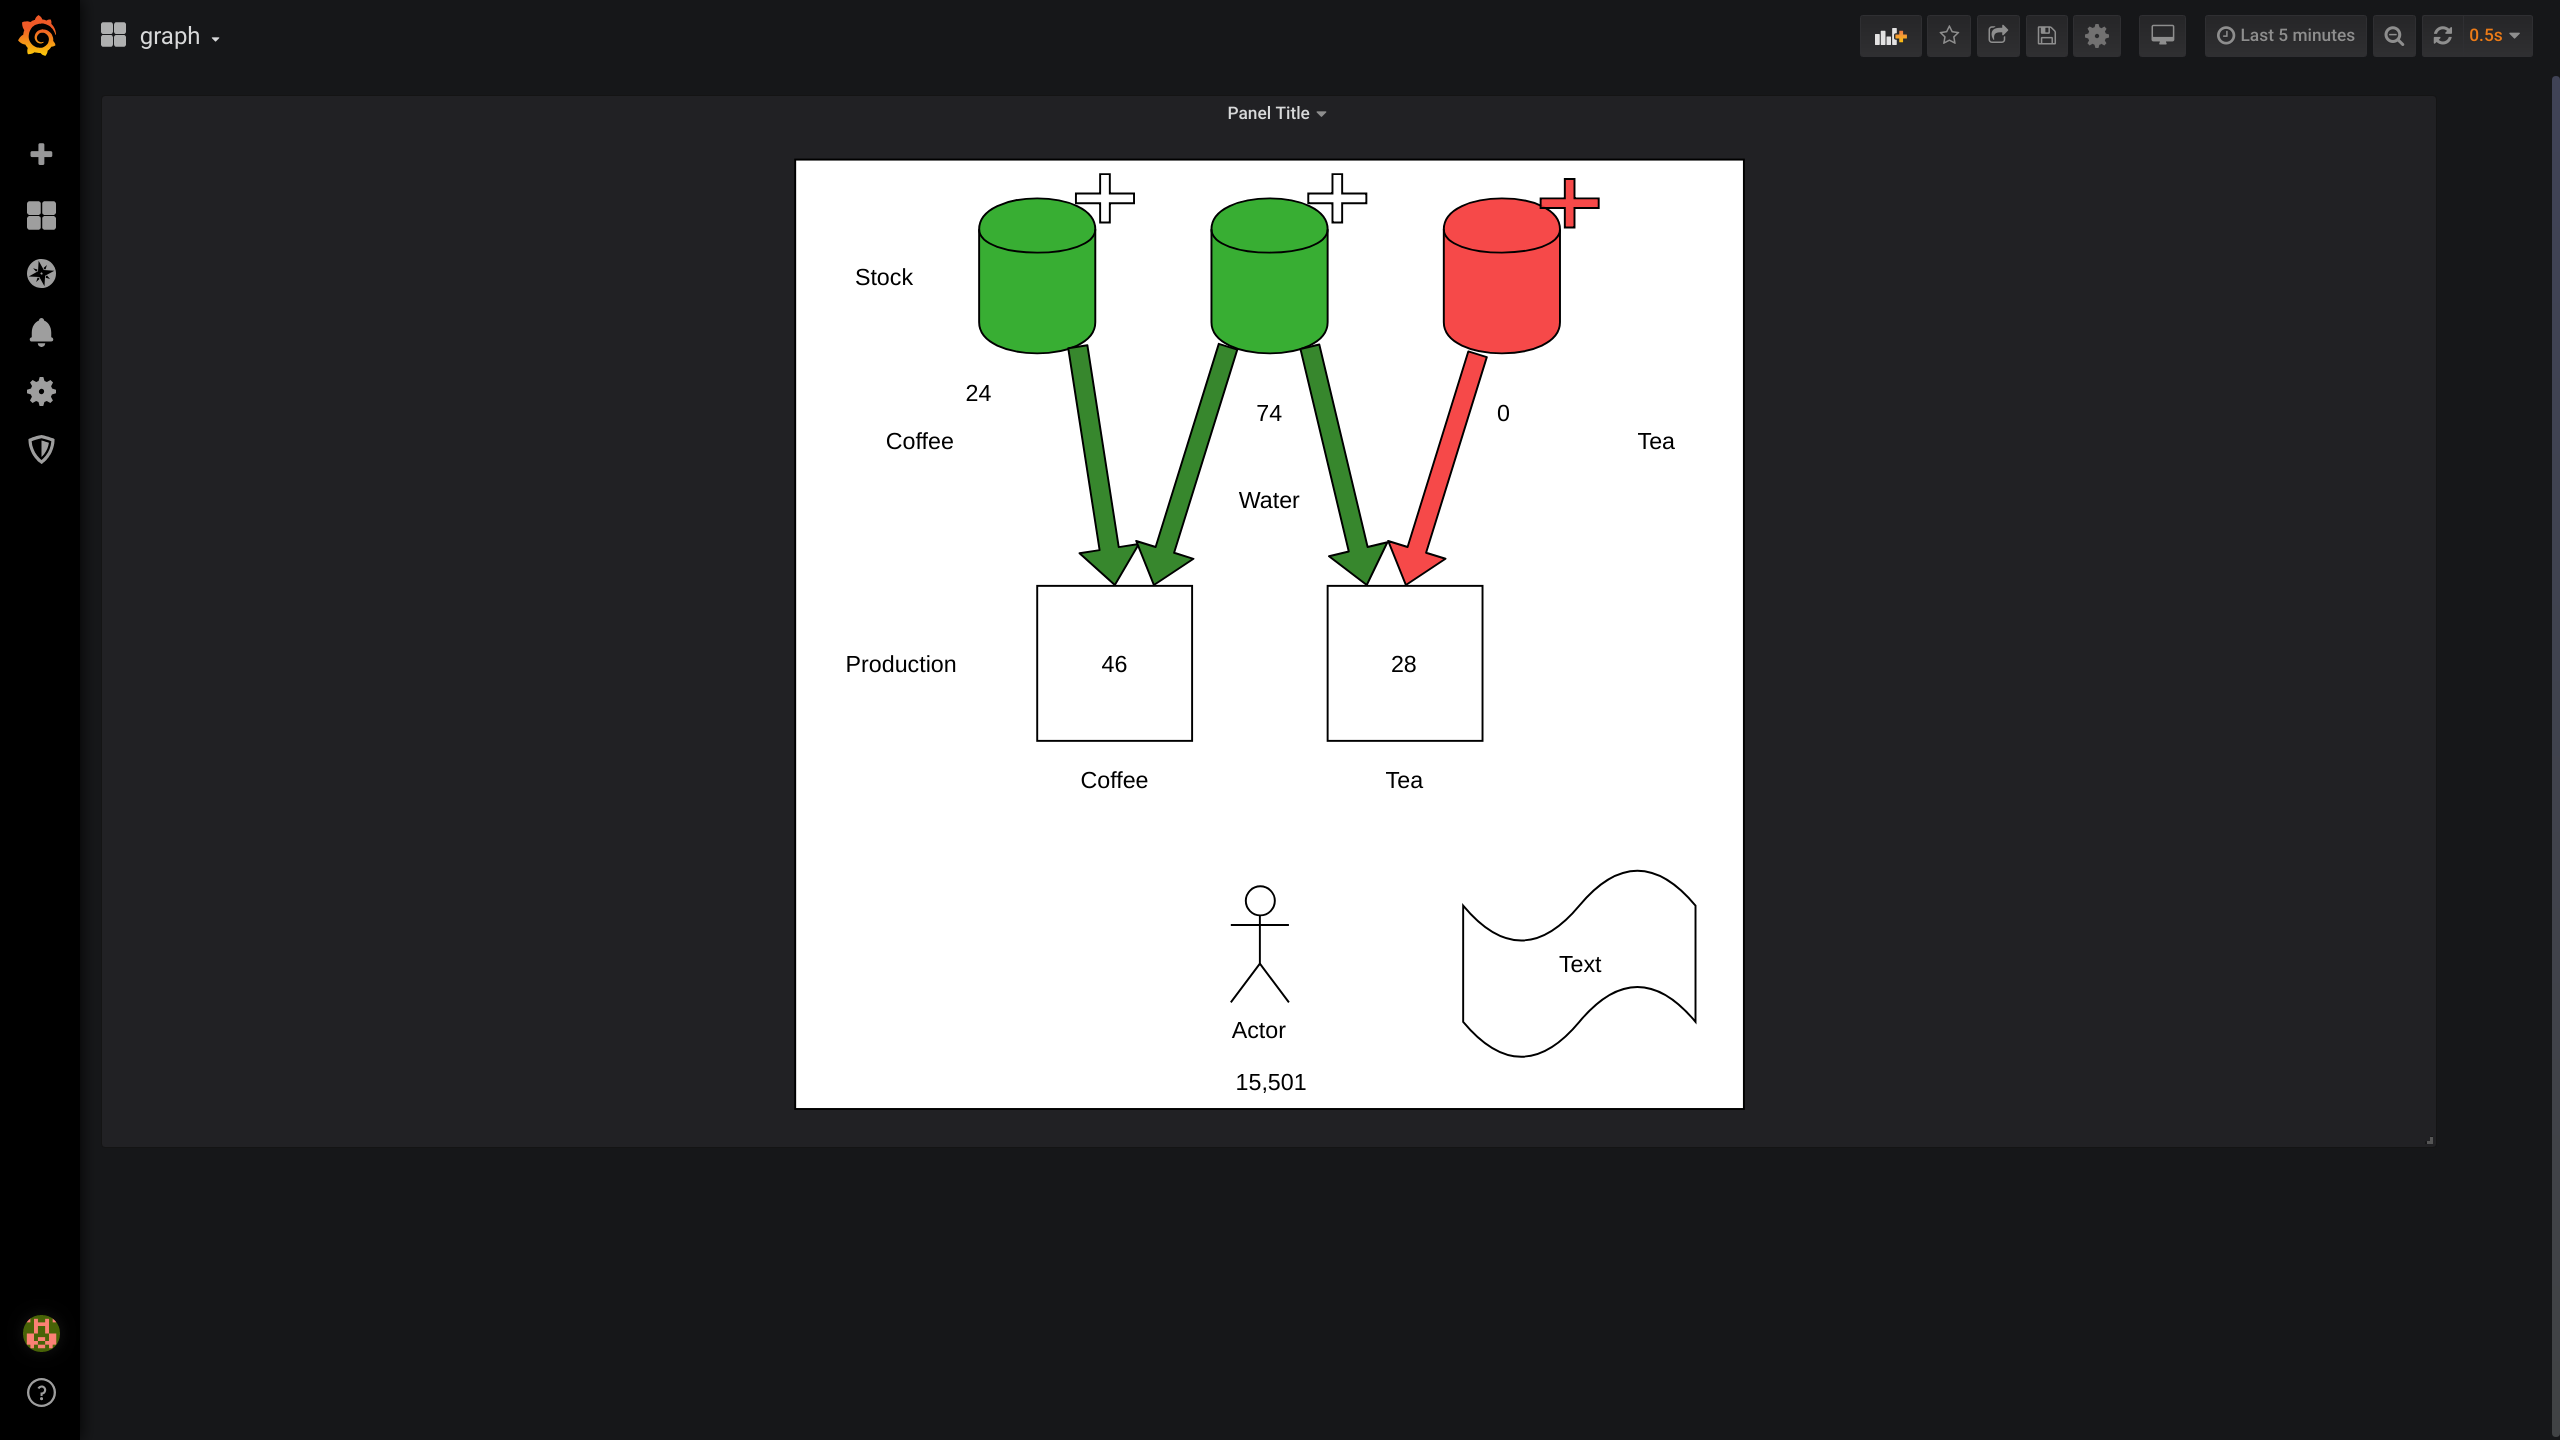 graph
Last 5 minutes
0.5s
Panel Title
Stock
24
74
0
Coffee
Tea
Water
Production
46
28
Coffee
Tea
Text
Actor
15,501
?